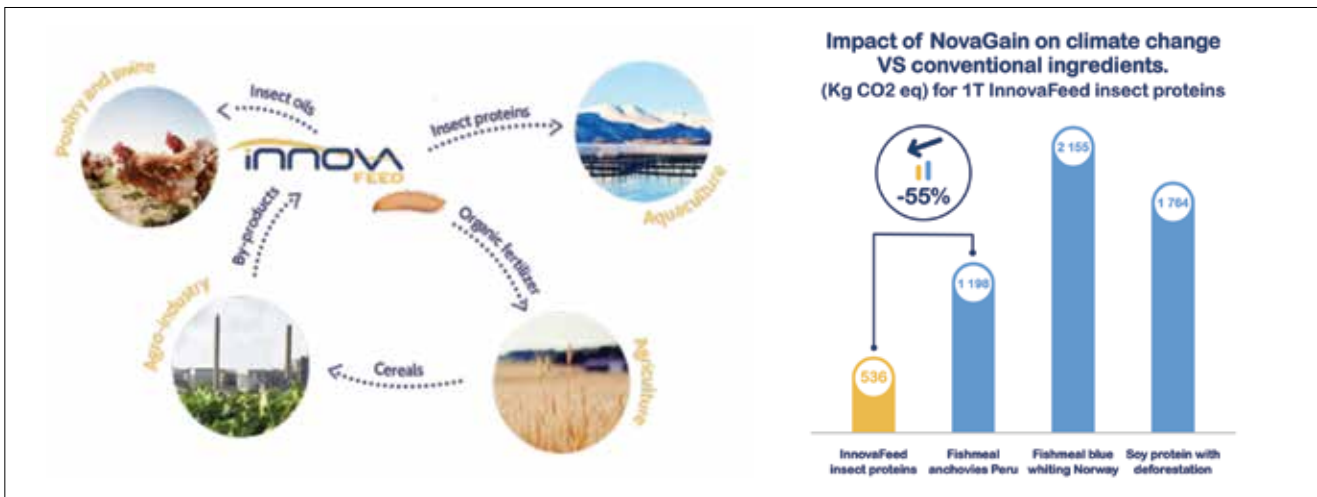 Poultry and swine
Insect oils
innova
FEED
Insect proteins
Aquaculture
By-products
Organic fertilizer
Agro-industry
Cereals
Agriculture
Impact of NovaGain on climate change
VS conventional ingredients.
(Kg CO2 eq) for 1T InnovaFeed insect proteins
-55%
2 155
1 764
1 198
536
InnovaFeed
insect proteins
Fishmeal
anchovies Peru
Fishmeal blue
whiting Norway
Soy protein with
deforestation